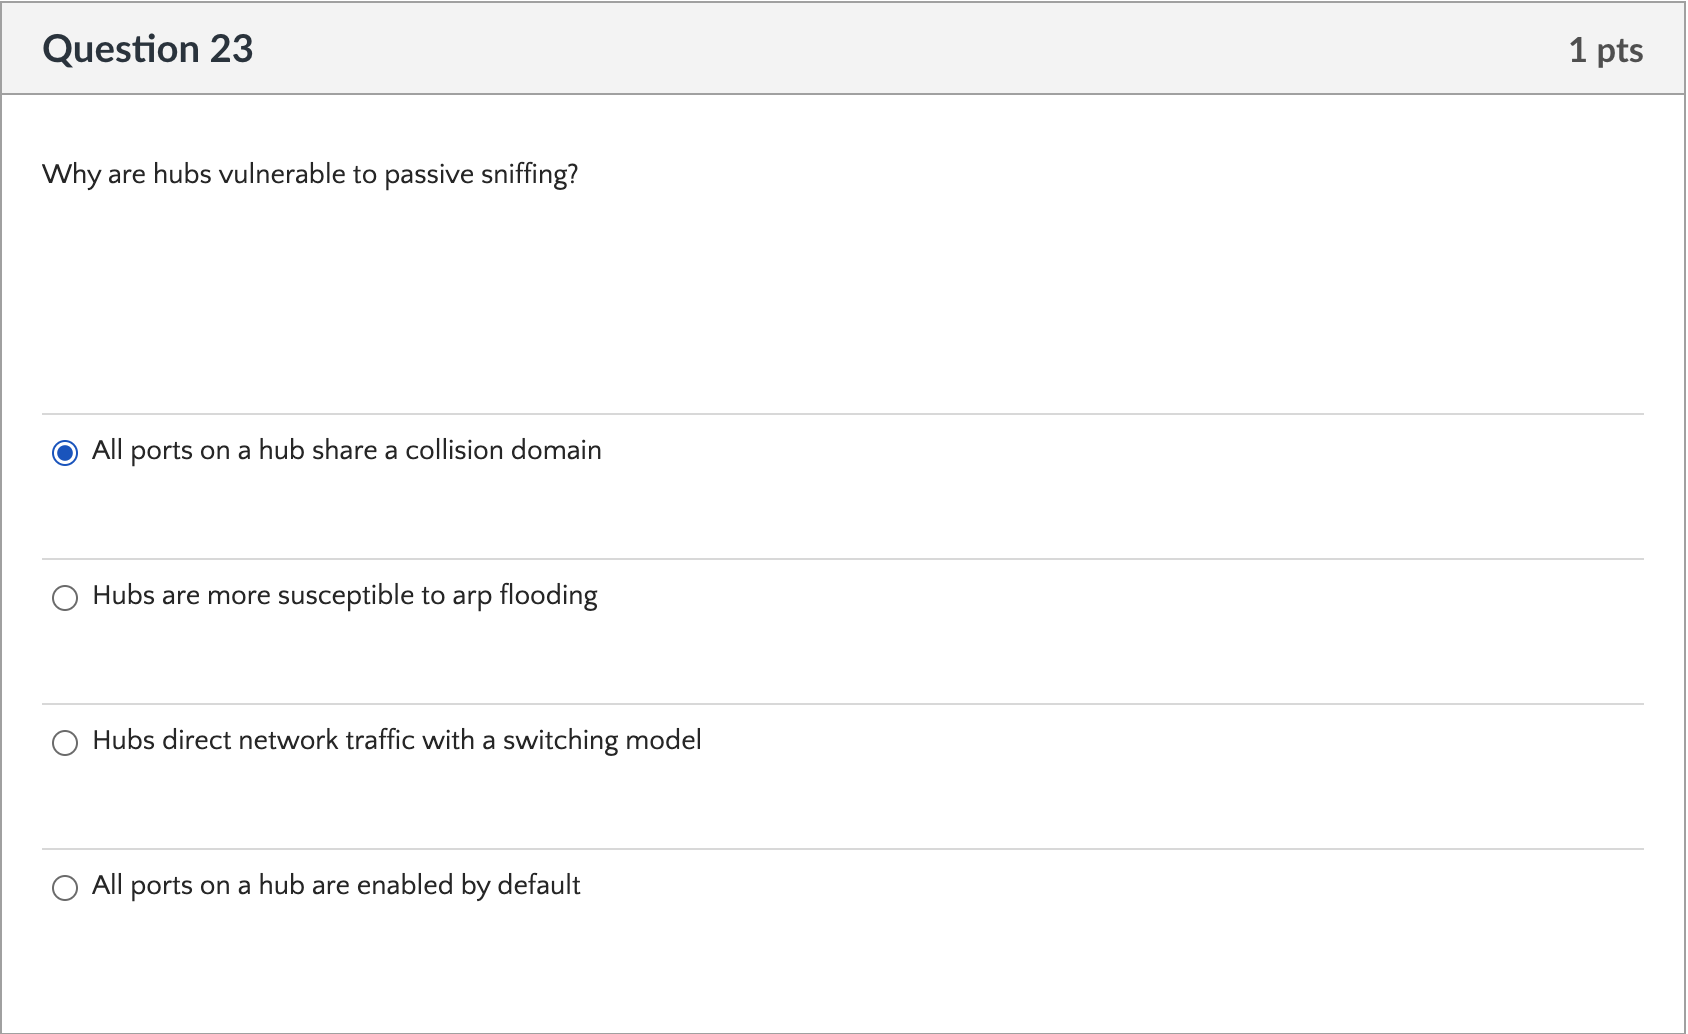 Question 23
1 pts
Why are hubs vulnerable to passive sniffing?
All ports on a hub share a collision domain
Hubs are more susceptible to arp flooding
Hubs direct network traffic with a switching model
All ports on a hub are enabled by default